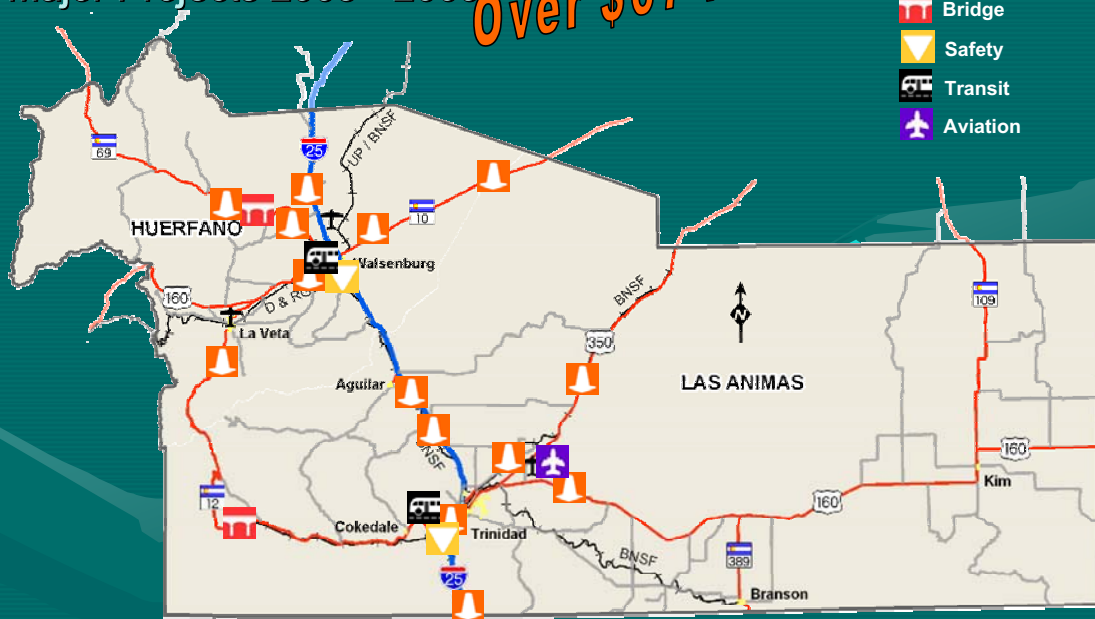 Over
Bridge
Safety
Transit
Aviation
69
25
UP / BNSF
10
HUERFANO
Walsenburg
160
D & RG
La Veta
BNSF
109
N
350
Aguilar
LAS ANIMAS
BNSF
160
Kim
12
160
Cokedale
Trinidad
BNSF
389
25
Branson